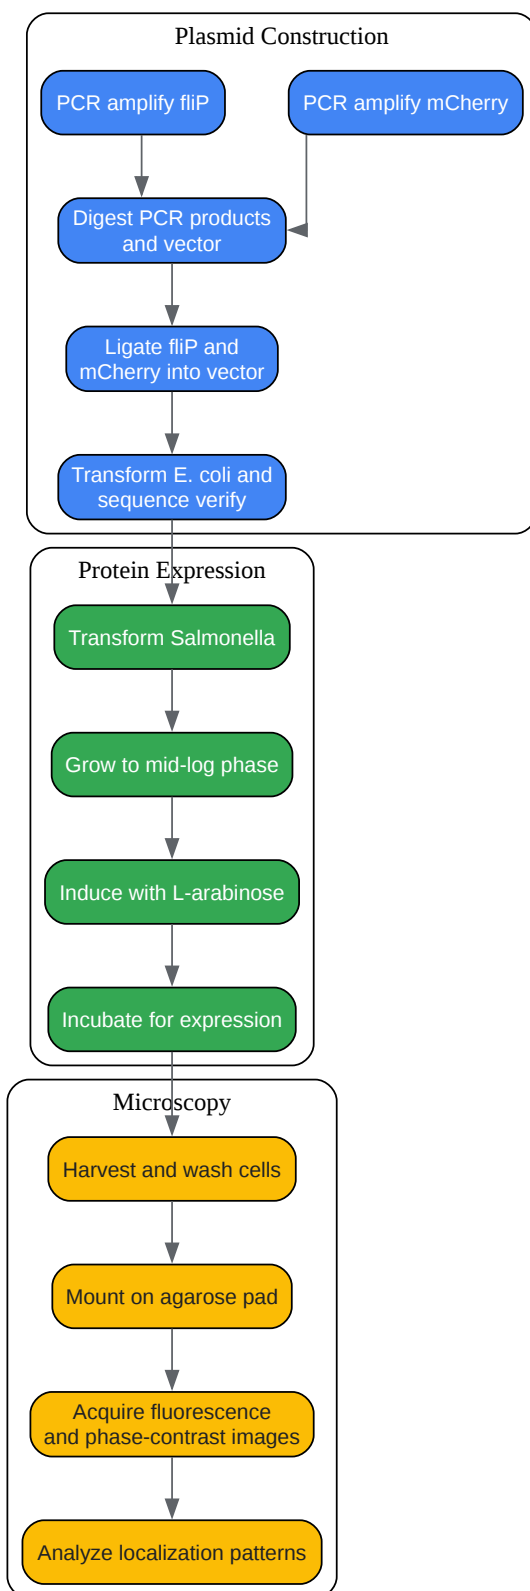 Plasmid Construction
PCR amplify fliP
PCR amplify mCherry
Digest PCR products
and vector
Ligate fliP and
mCherry into vector
Transform E. coli and
sequence verify
Protein Expression
Transform Salmonella
Grow to mid-log phase
Induce with L-arabinose
Incubate for expression
Microscopy
Harvest and wash cells
Mount on agarose pad
Acquire fluorescence
and phase-contrast images
Analyze localization patterns